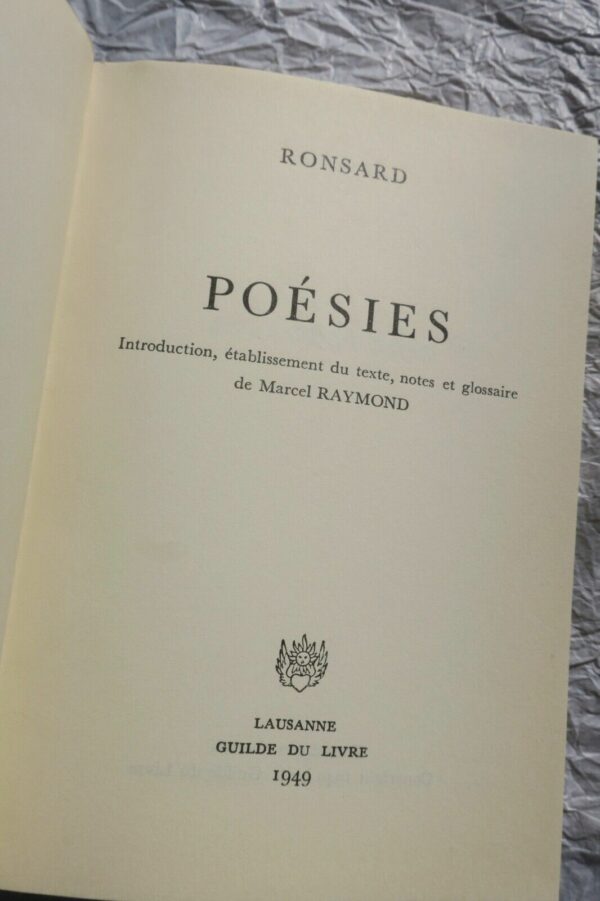 RONSARD
POÉSIES
Introduction, établissement du texte, notes et glossaire
de Marcel RAYMOND
LAUSANNE
GUILDE DU LIVRE
1949